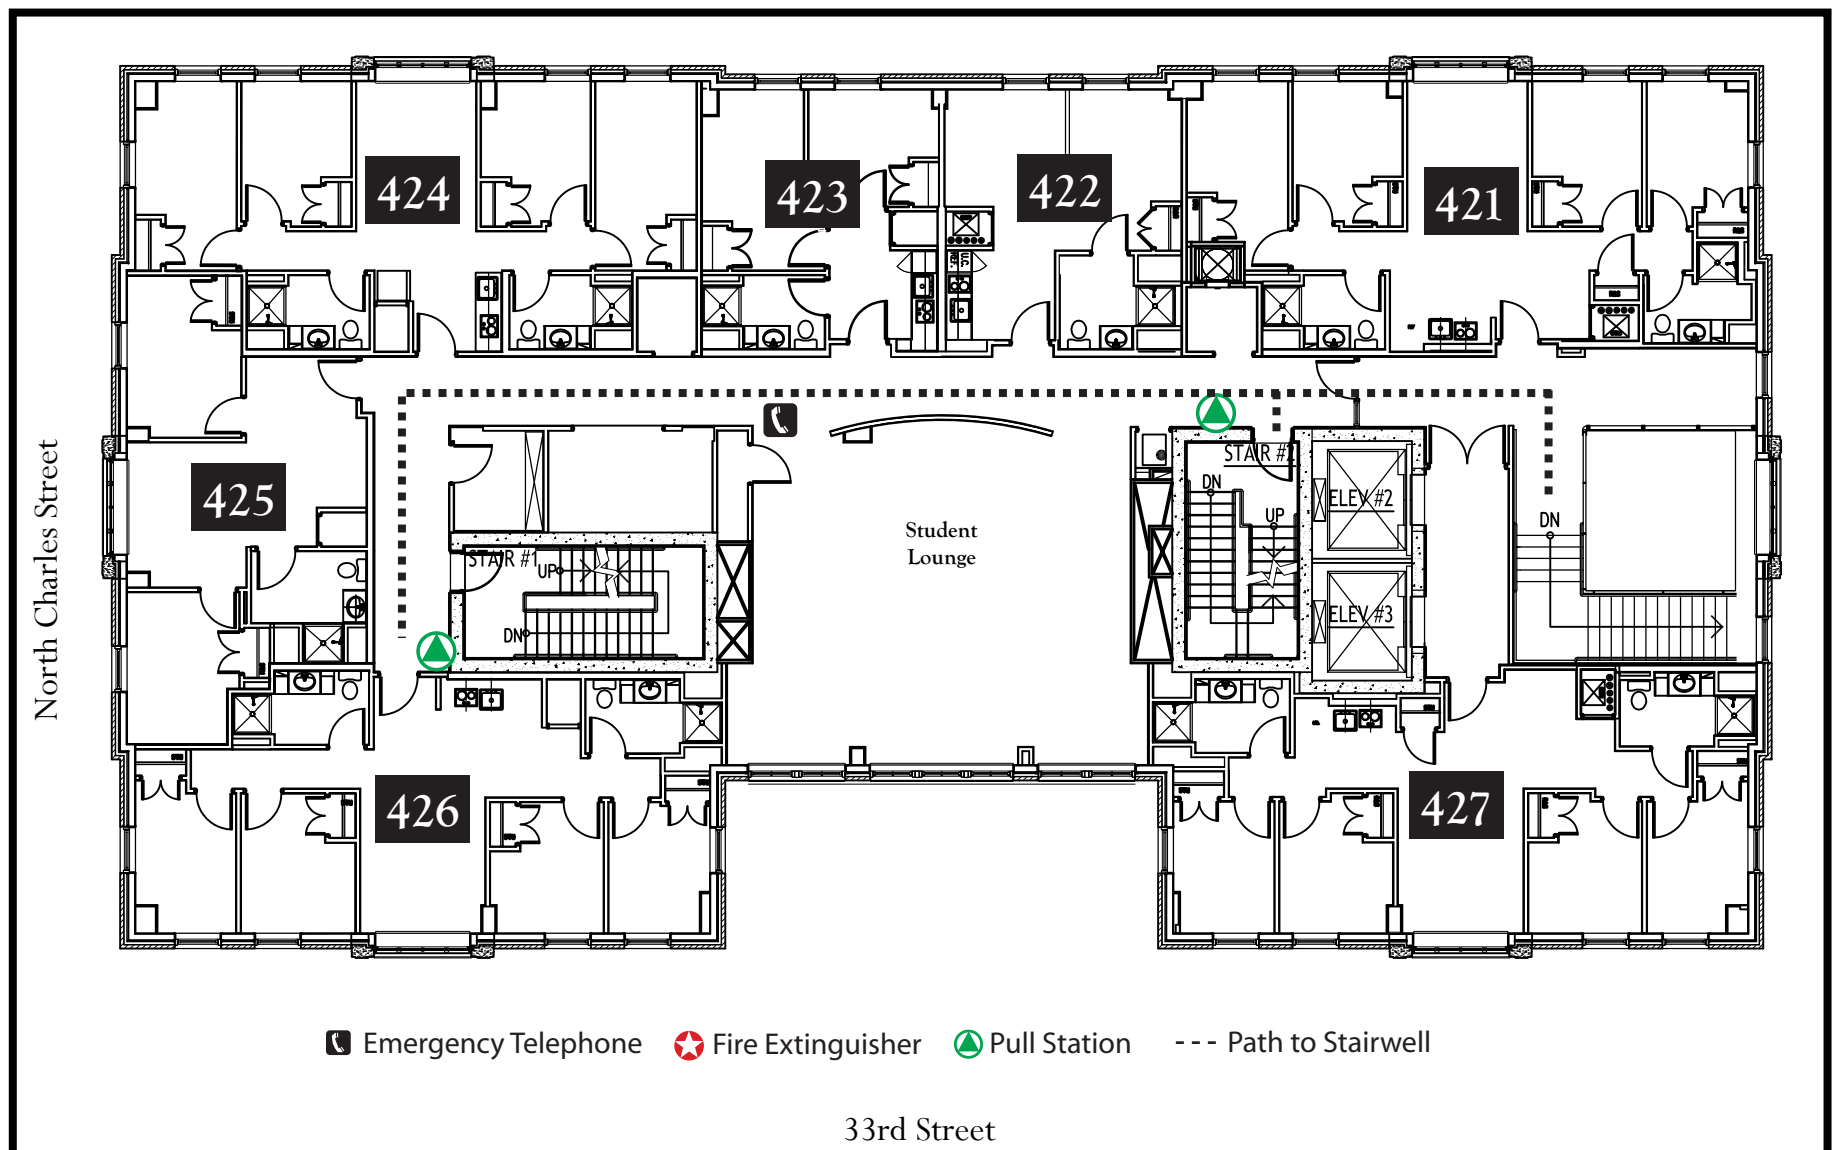 424
423
422
421
REF.
U.C.
North Charles Street
425
STAIR #1
UP
DN
Student
Lounge
STAIR #2
DN
UP
ELEV #2
ELEV #3
DN
426
427
Emergency Telephone
Fire Extinguisher
Pull Station
--- Path to Stairwell
33rd Street